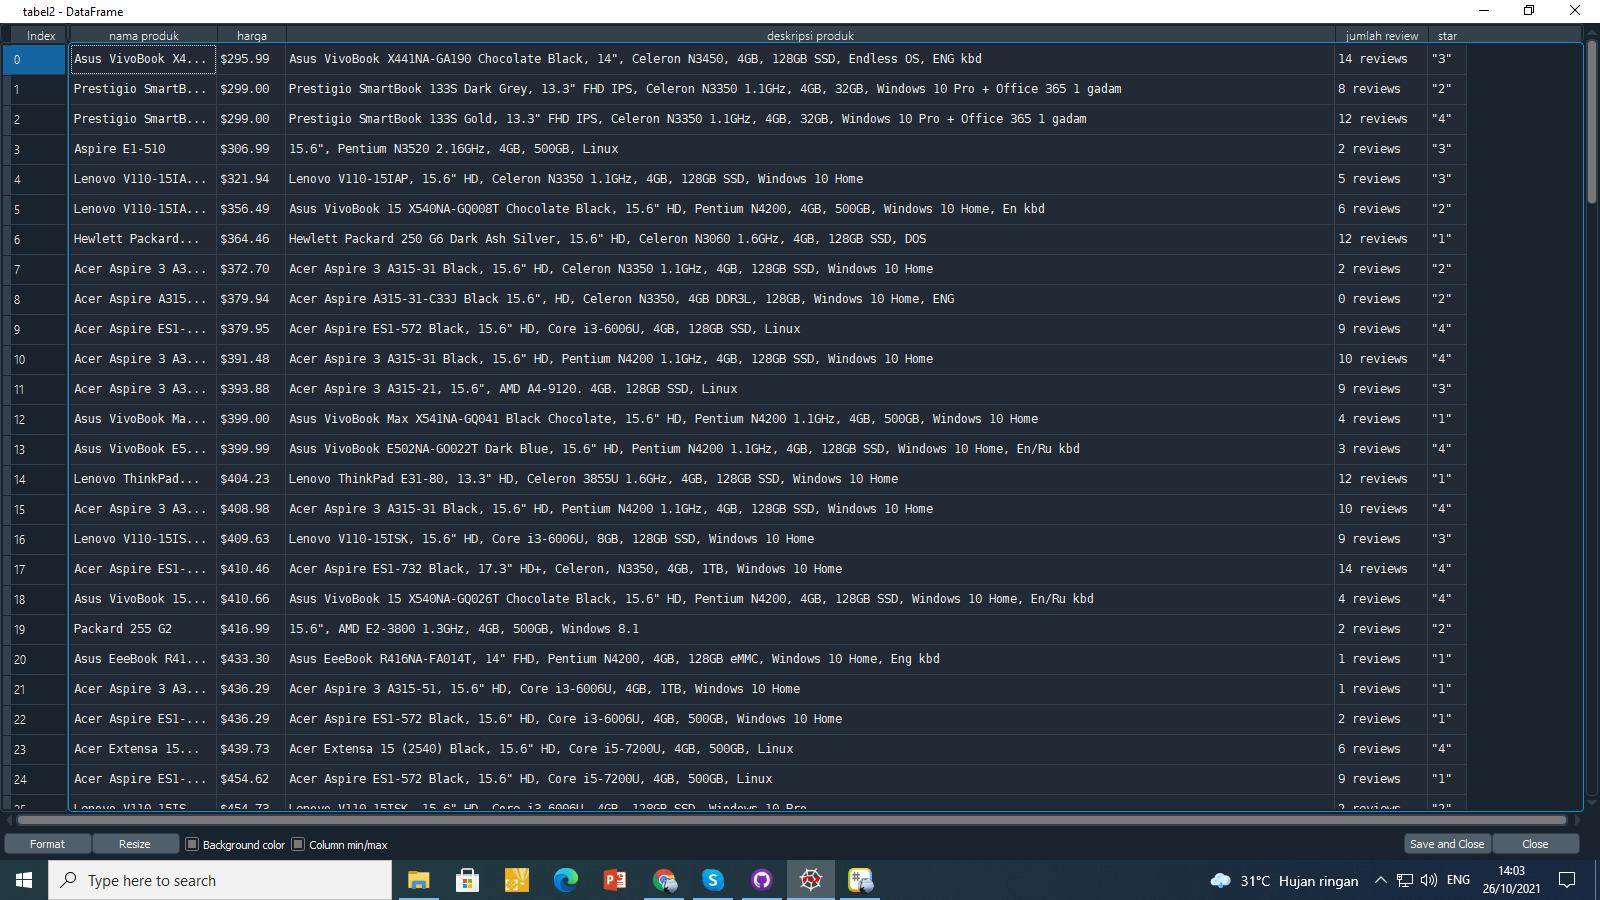 tabel2 - DataFrame
Index nama produk harga deskripsi produk jumlah review star
0 Asus VivoBook X4... $295.99 Asus VivoBook X441NA-GA190 Chocolate Black, 14", Celeron N3450, 4GB, 128GB SSD, Endless OS, ENG kbd 14 reviews "3"
1 Prestigio SmartB... $299.00 Prestigio SmartBook 133S Dark Grey, 13.3" FHD IPS, Celeron N3350 1.1GHz, 4GB, 32GB, Windows 10 Pro + Office 365 1 gadam 8 reviews "2"
2 Prestigio SmartB... $299.00 Prestigio SmartBook 133S Gold, 13.3" FHD IPS, Celeron N3350 1.1GHz, 4GB, 32GB, Windows 10 Pro + Office 365 1 gadam 12 reviews "4"
3 Aspire E1-510 $306.99 15.6", Pentium N3520 2.16GHz, 4GB, 500GB, Linux 2 reviews "3"
4 Lenovo V110-15IA... $321.94 Lenovo V110-15IAP, 15.6" HD, Celeron N3350 1.1GHz, 4GB, 128GB SSD, Windows 10 Home 5 reviews "3"
5 Lenovo V110-15IA... $356.49 Asus VivoBook 15 X540NA-GQ008T Chocolate Black, 15.6" HD, Pentium N4200, 4GB, 500GB, Windows 10 Home, En kbd 6 reviews "2"
6 Hewlett Packard... $364.46 Hewlett Packard 250 G6 Dark Ash Silver, 15.6" HD, Celeron N3060 1.6GHz, 4GB, 128GB SSD, DOS 12 reviews "1"
7 Acer Aspire 3 A3... $372.70 Acer Aspire 3 A315-31 Black, 15.6" HD, Celeron N3350 1.1GHz, 4GB, 128GB SSD, Windows 10 Home 2 reviews "2"
8 Acer Aspire A315... $379.94 Acer Aspire A315-31-C33J Black 15.6", HD, Celeron N3350, 4GB DDR3L, 128GB, Windows 10 Home, ENG 0 reviews "2"
9 Acer Aspire ES1-... $379.95 Acer Aspire ES1-572 Black, 15.6" HD, Core i3-6006U, 4GB, 128GB SSD, Linux 9 reviews "4"
10 Acer Aspire 3 A3... $391.48 Acer Aspire 3 A315-31 Black, 15.6" HD, Pentium N4200 1.1GHz, 4GB, 128GB SSD, Windows 10 Home 10 reviews "4"
11 Acer Aspire 3 A3... $393.88 Acer Aspire 3 A315-21, 15.6", AMD A4-9120. 4GB. 128GB SSD, Linux 9 reviews "3"
12 Asus VivoBook Ma... $399.00 Asus VivoBook Max X541NA-GQ041 Black Chocolate, 15.6" HD, Pentium N4200 1.1GHz, 4GB, 500GB, Windows 10 Home 4 reviews "1"
13 Asus VivoBook E5... $399.99 Asus VivoBook E502NA-GO022T Dark Blue, 15.6" HD, Pentium N4200 1.1GHz, 4GB, 128GB SSD, Windows 10 Home, En/Ru kbd 3 reviews "4"
14 Lenovo ThinkPad... $404.23 Lenovo ThinkPad E31-80, 13.3" HD, Celeron 3855U 1.6GHz, 4GB, 128GB SSD, Windows 10 Home 12 reviews "1"
15 Acer Aspire 3 A3... $408.98 Acer Aspire 3 A315-31 Black, 15.6" HD, Pentium N4200 1.1GHz, 4GB, 128GB SSD, Windows 10 Home 10 reviews "4"
16 Lenovo V110-15IS... $409.63 Lenovo V110-15ISK, 15.6" HD, Core i3-6006U, 8GB, 128GB SSD, Windows 10 Home 9 reviews "3"
17 Acer Aspire ES1-... $410.46 Acer Aspire ES1-732 Black, 17.3" HD+, Celeron, N3350, 4GB, 1TB, Windows 10 Home 14 reviews "4"
18 Asus VivoBook 15... $410.66 Asus VivoBook 15 X540NA-GQ026T Chocolate Black, 15.6" HD, Pentium N4200, 4GB, 128GB SSD, Windows 10 Home, En/Ru kbd 4 reviews "4"
19 Packard 255 G2 $416.99 15.6", AMD E2-3800 1.3GHz, 4GB, 500GB, Windows 8.1 2 reviews "2"
20 Asus EeeBook R41... $433.30 Asus EeeBook R416NA-FA014T, 14" FHD, Pentium N4200, 4GB, 128GB eMMC, Windows 10 Home, Eng kbd 1 reviews "1"
21 Acer Aspire 3 A3... $436.29 Acer Aspire 3 A315-51, 15.6" HD, Core i3-6006U, 4GB, 1TB, Windows 10 Home 1 reviews "1"
22 Acer Aspire ES1-... $436.29 Acer Aspire ES1-572 Black, 15.6" HD, Core i3-6006U, 4GB, 500GB, Windows 10 Home 2 reviews "1"
23 Acer Extensa 15... $439.73 Acer Extensa 15 (2540) Black, 15.6" HD, Core i5-7200U, 4GB, 500GB, Linux 6 reviews "4"
24 Acer Aspire ES1-... $454.62 Acer Aspire ES1-572 Black, 15.6" HD, Core i5-7200U, 4GB, 500GB, Linux 9 reviews "1"
25 Lenovo V110-15IS... $454.73 Lenovo V110-15ISK, 15.6" HD, Core i3-6006U, 4GB, 128GB SSD, Windows 10 Pro 2 reviews "2"
Format Resize Background color Column min/max Save and Close Close
Type here to search 31°C Hujan ringan ENG 14:03
26/10/2021